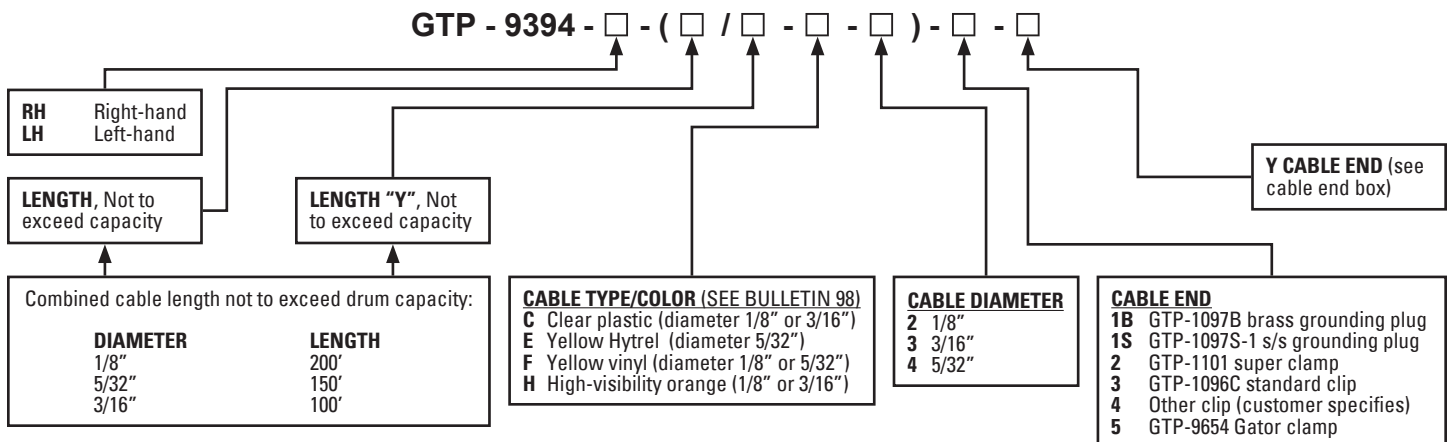 GTP - 9394 - □ - ( □ / □ - □ - □ ) - □ - □
RH Right-hand
LH Left-hand
LENGTH, Not to
exceed capacity
LENGTH “Y”, Not
to exceed capacity
Y CABLE END (see
cable end box)
Combined cable length not to exceed drum capacity:
DIAMETER LENGTH
1/8” 200’
5/32” 150’
3/16” 100’
CABLE TYPE/COLOR (SEE BULLETIN 98)
C Clear plastic (diameter 1/8” or 3/16”)
E Yellow Hytrel (diameter 5/32”)
F Yellow vinyl (diameter 1/8” or 5/32”)
H High-visibility orange (1/8” or 3/16”)
CABLE DIAMETER
2 1/8”
3 3/16”
4 5/32”
CABLE END
1B GTP-1097B brass grounding plug
1S GTP-1097S-1 s/s grounding plug
2 GTP-1101 super clamp
3 GTP-1096C standard clip
4 Other clip (customer specifies)
5 GTP-9654 Gator clamp